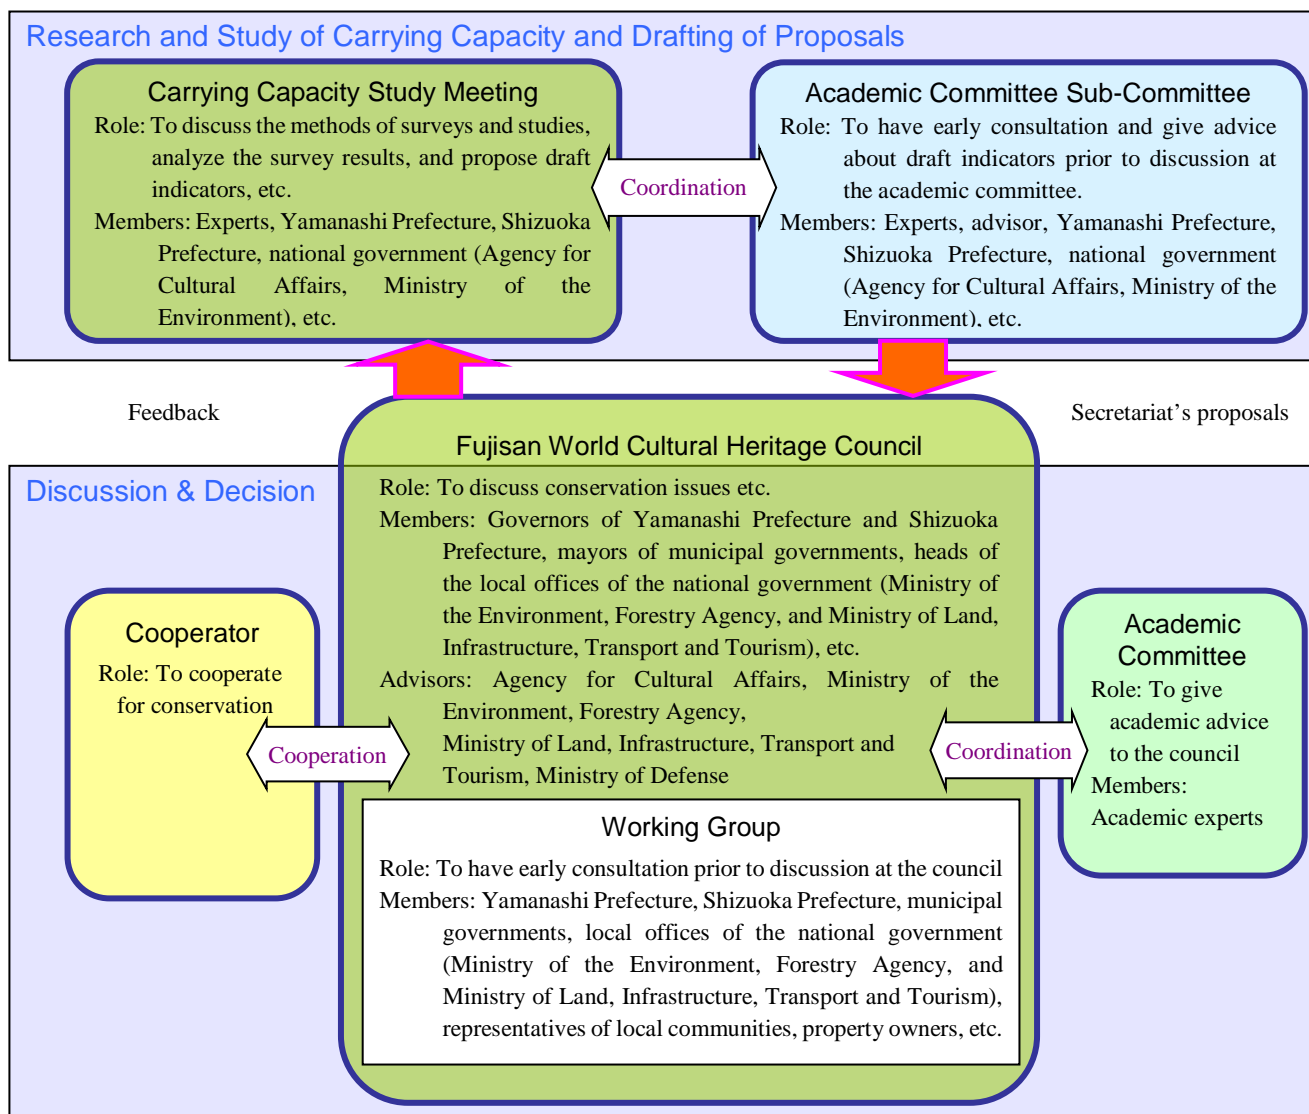 Research and Study of Carrying Capacity and Drafting of Proposals
Carrying Capacity Study Meeting
Role: To discuss the methods of surveys and studies,
analyze the survey results, and propose draft
indicators, etc.
Members: Experts, Yamanashi Prefecture, Shizuoka
Prefecture, national government (Agency for
Cultural Affairs, Ministry of the
Environment), etc.
Coordination
Academic Committee Sub-Committee
Role: To have early consultation and give advice
about draft indicators prior to discussion at
the academic committee.
Members: Experts, advisor, Yamanashi Prefecture,
Shizuoka Prefecture, national government
(Agency for Cultural Affairs, Ministry of the
Environment), etc.
Feedback
Secretariat's proposals
Discussion & Decision
Fujisan World Cultural Heritage Council
Role: To discuss conservation issues etc.
Members: Governors of Yamanashi Prefecture and Shizuoka
Prefecture, mayors of municipal governments, heads of
the local offices of the national government (Ministry of
the Environment, Forestry Agency, and Ministry of Land,
Infrastructure, Transport and Tourism), etc.
Advisors: Agency for Cultural Affairs, Ministry of the
Environment, Forestry Agency,
Ministry of Land, Infrastructure, Transport and
Tourism, Ministry of Defense
Cooperator
Role: To cooperate
for conservation
Cooperation
Coordination
Academic
Committee
Role: To give
academic advice
to the council
Members:
Academic experts
Working Group
Role: To have early consultation prior to discussion at the council
Members: Yamanashi Prefecture, Shizuoka Prefecture, municipal
governments, local offices of the national government
(Ministry of the Environment, Forestry Agency, and
Ministry of Land, Infrastructure, Transport and Tourism),
representatives of local communities, property owners, etc.